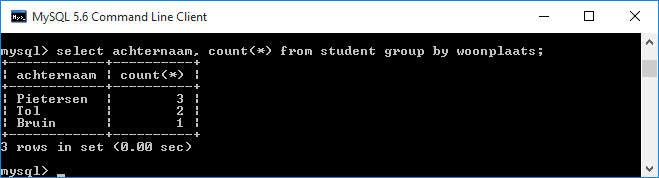 MySQL 5.6 Command Line Client
mysql> select achternaam, count(*) from student group by woonplaats;
+------------+----------+
| achternaam | count(*) |
+------------+----------+
| Pietersen  |        3 |
| Tol        |        2 |
| Bruin      |        1 |
+------------+----------+
3 rows in set (0.00 sec)
mysql> _